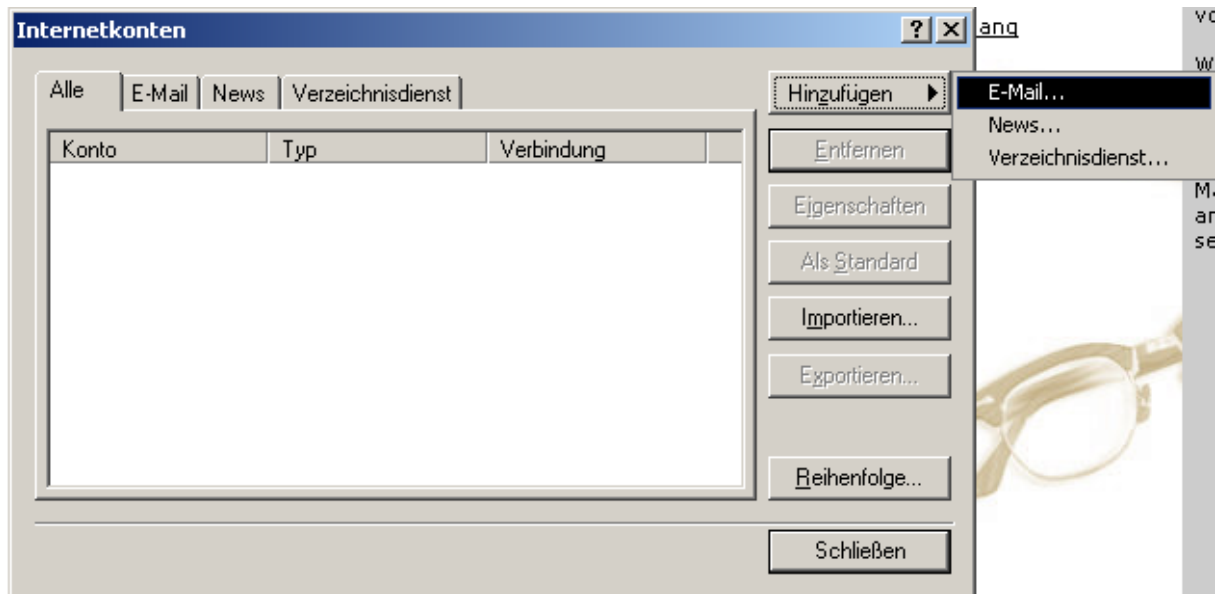 Internetkonten
ang
Alle E-Mail News Verzeichnisdienst
Konto Typ Verbindung
Hinzufügen
E-Mail...
News...
Verzeichnisdienst...
Entfernen
Eigenschaften
Als Standard
Importieren...
Exportieren...
Reihenfolge...
Schließen